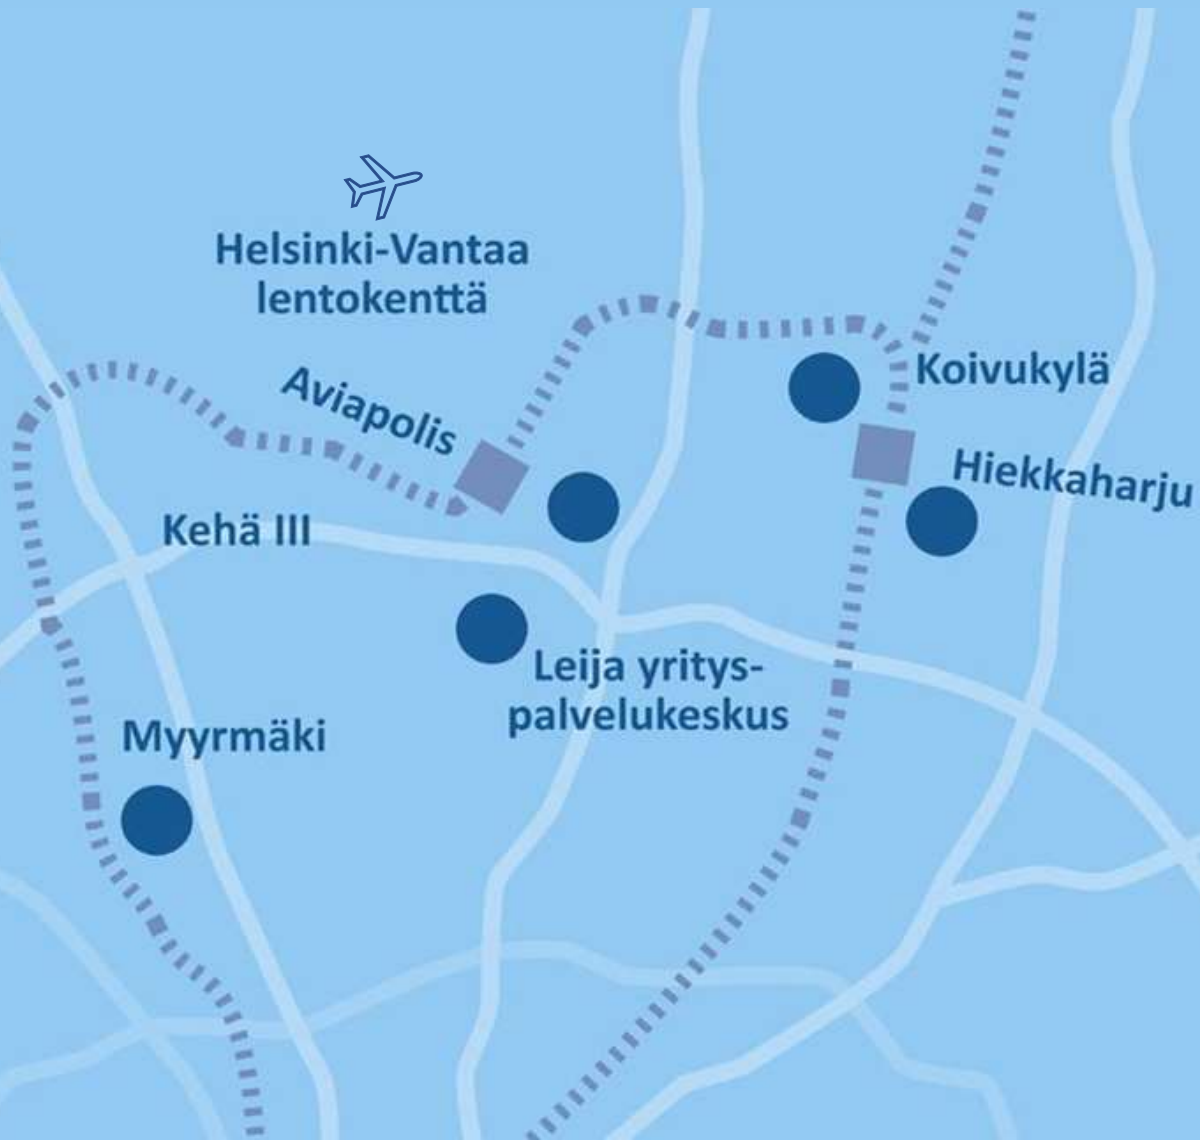 Helsinki-Vantaa
lentokenttä
Aviapolis
Koivukylä
Hiekkaharju
Kehä III
Leija yritys-
palvelukeskus
Myyrmäki